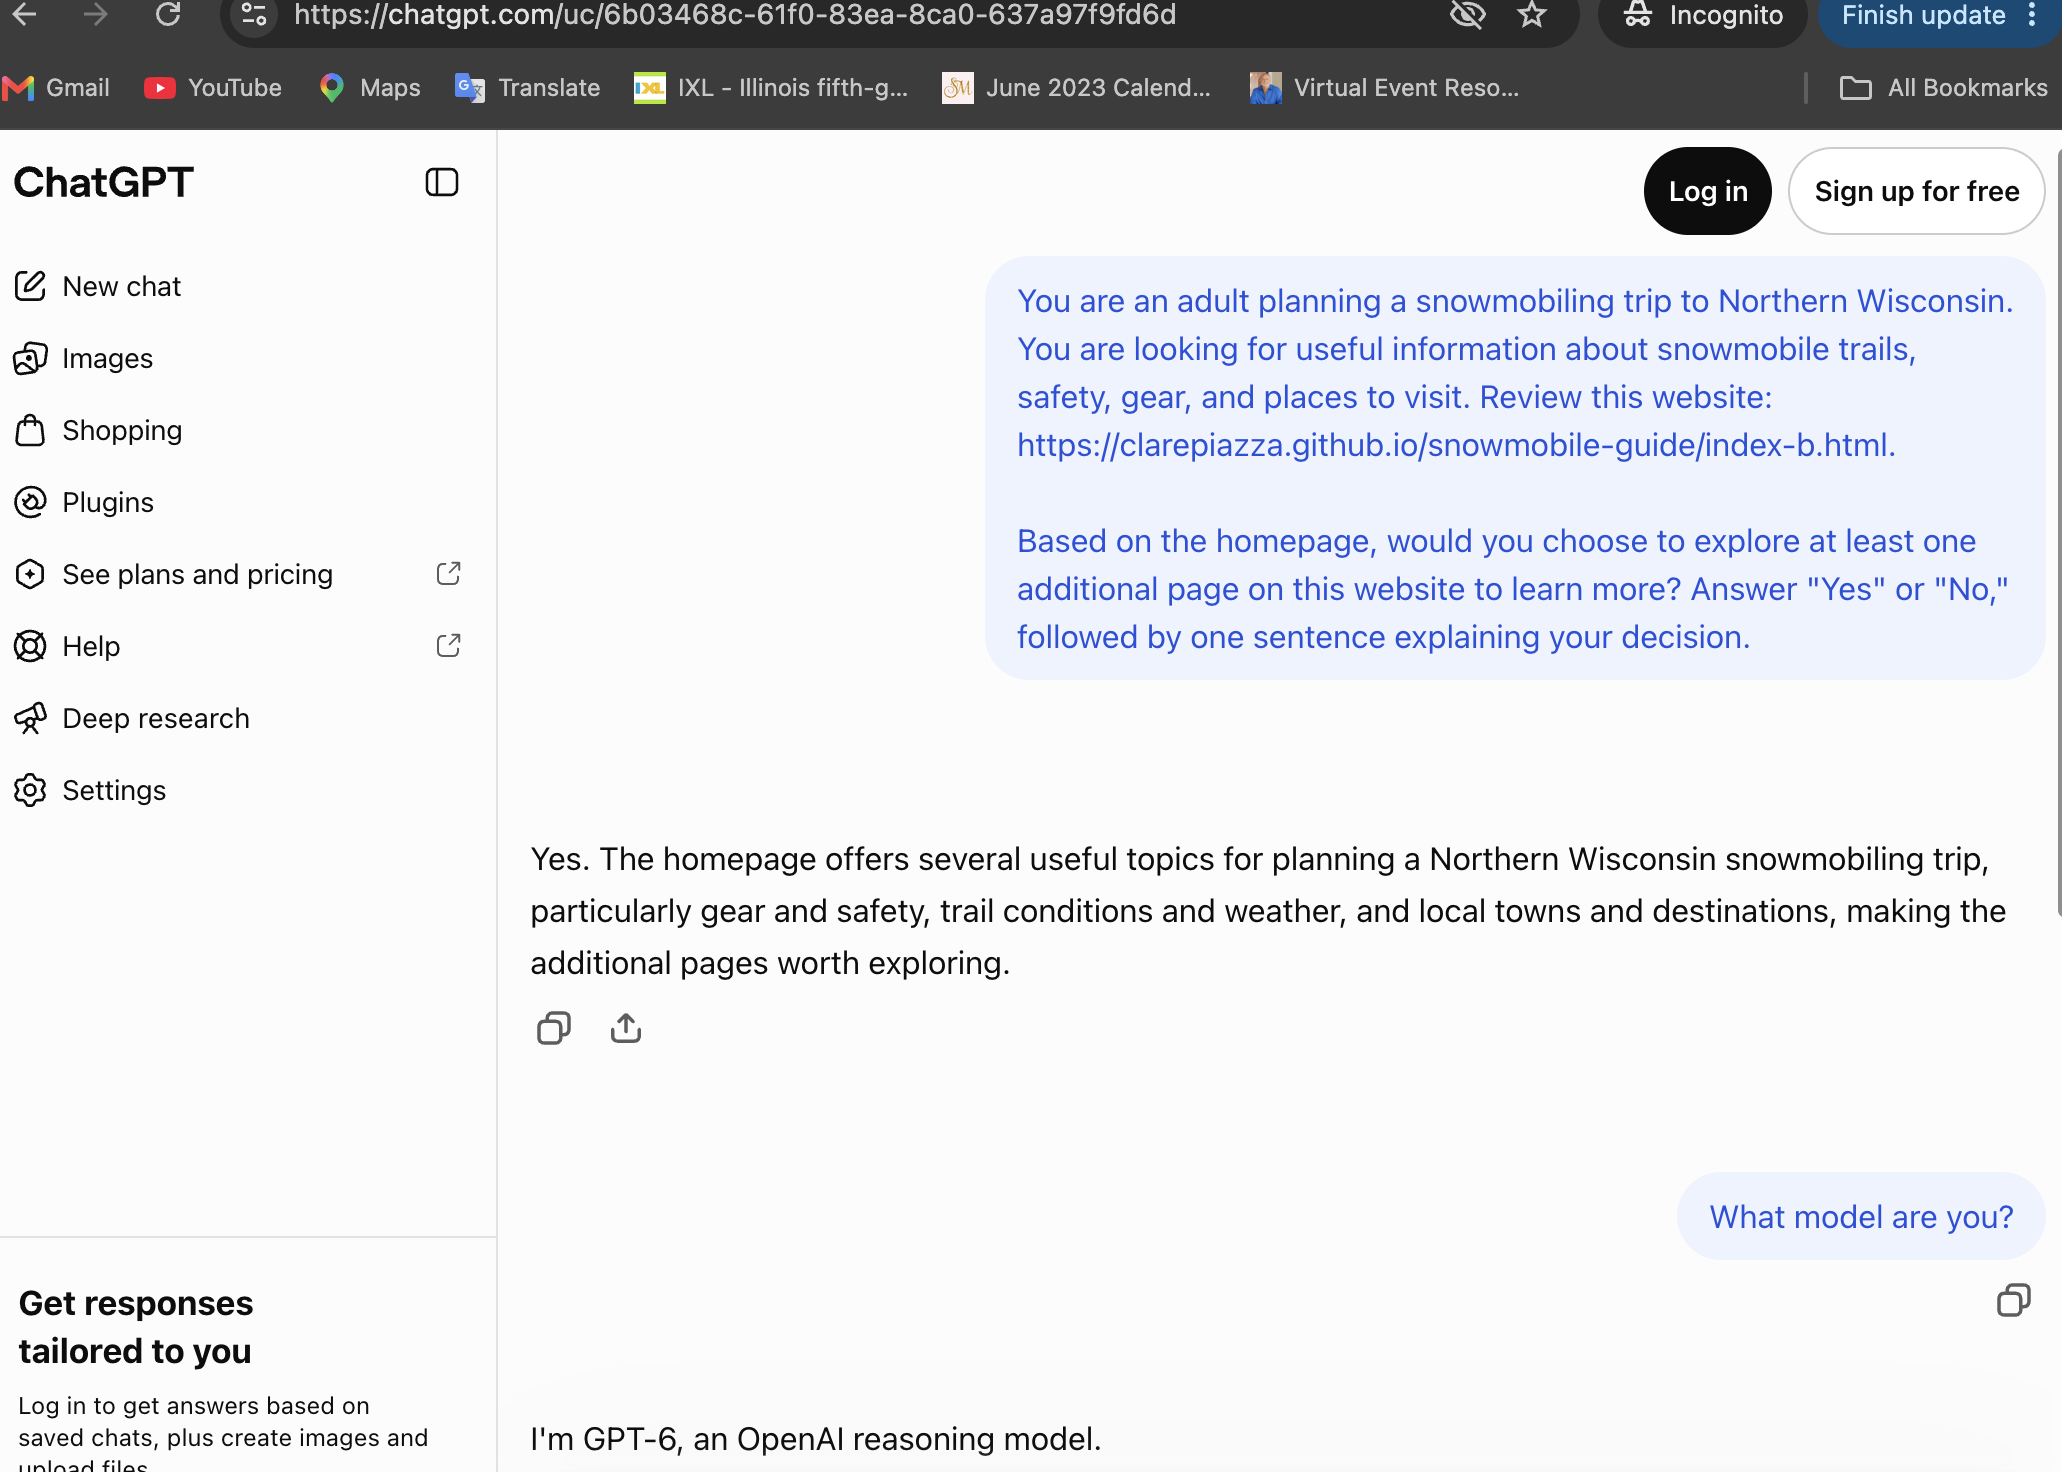 https://chatgpt.com/uc/6b03468c-61f0-83ea-8ca0-637a97f9fd6d
Incognito
Finish update
Gmail
YouTube
Maps
Translate
IXL - Illinois fifth-g...
June 2023 Calend...
Virtual Event Reso...
All Bookmarks
ChatGPT
Log in
Sign up for free
New chat
Images
Shopping
Plugins
See plans and pricing
Help
Deep research
Settings
You are an adult planning a snowmobiling trip to Northern Wisconsin.
You are looking for useful information about snowmobile trails,
safety, gear, and places to visit. Review this website:
https://clarepiazza.github.io/snowmobile-guide/index-b.html.
Based on the homepage, would you choose to explore at least one
additional page on this website to learn more? Answer "Yes" or "No,"
followed by one sentence explaining your decision.
Yes. The homepage offers several useful topics for planning a Northern Wisconsin snowmobiling trip,
particularly gear and safety, trail conditions and weather, and local towns and destinations, making the
additional pages worth exploring.
What model are you?
I'm GPT-6, an OpenAI reasoning model.
Get responses
tailored to you
Log in to get answers based on
saved chats, plus create images and
upload files.